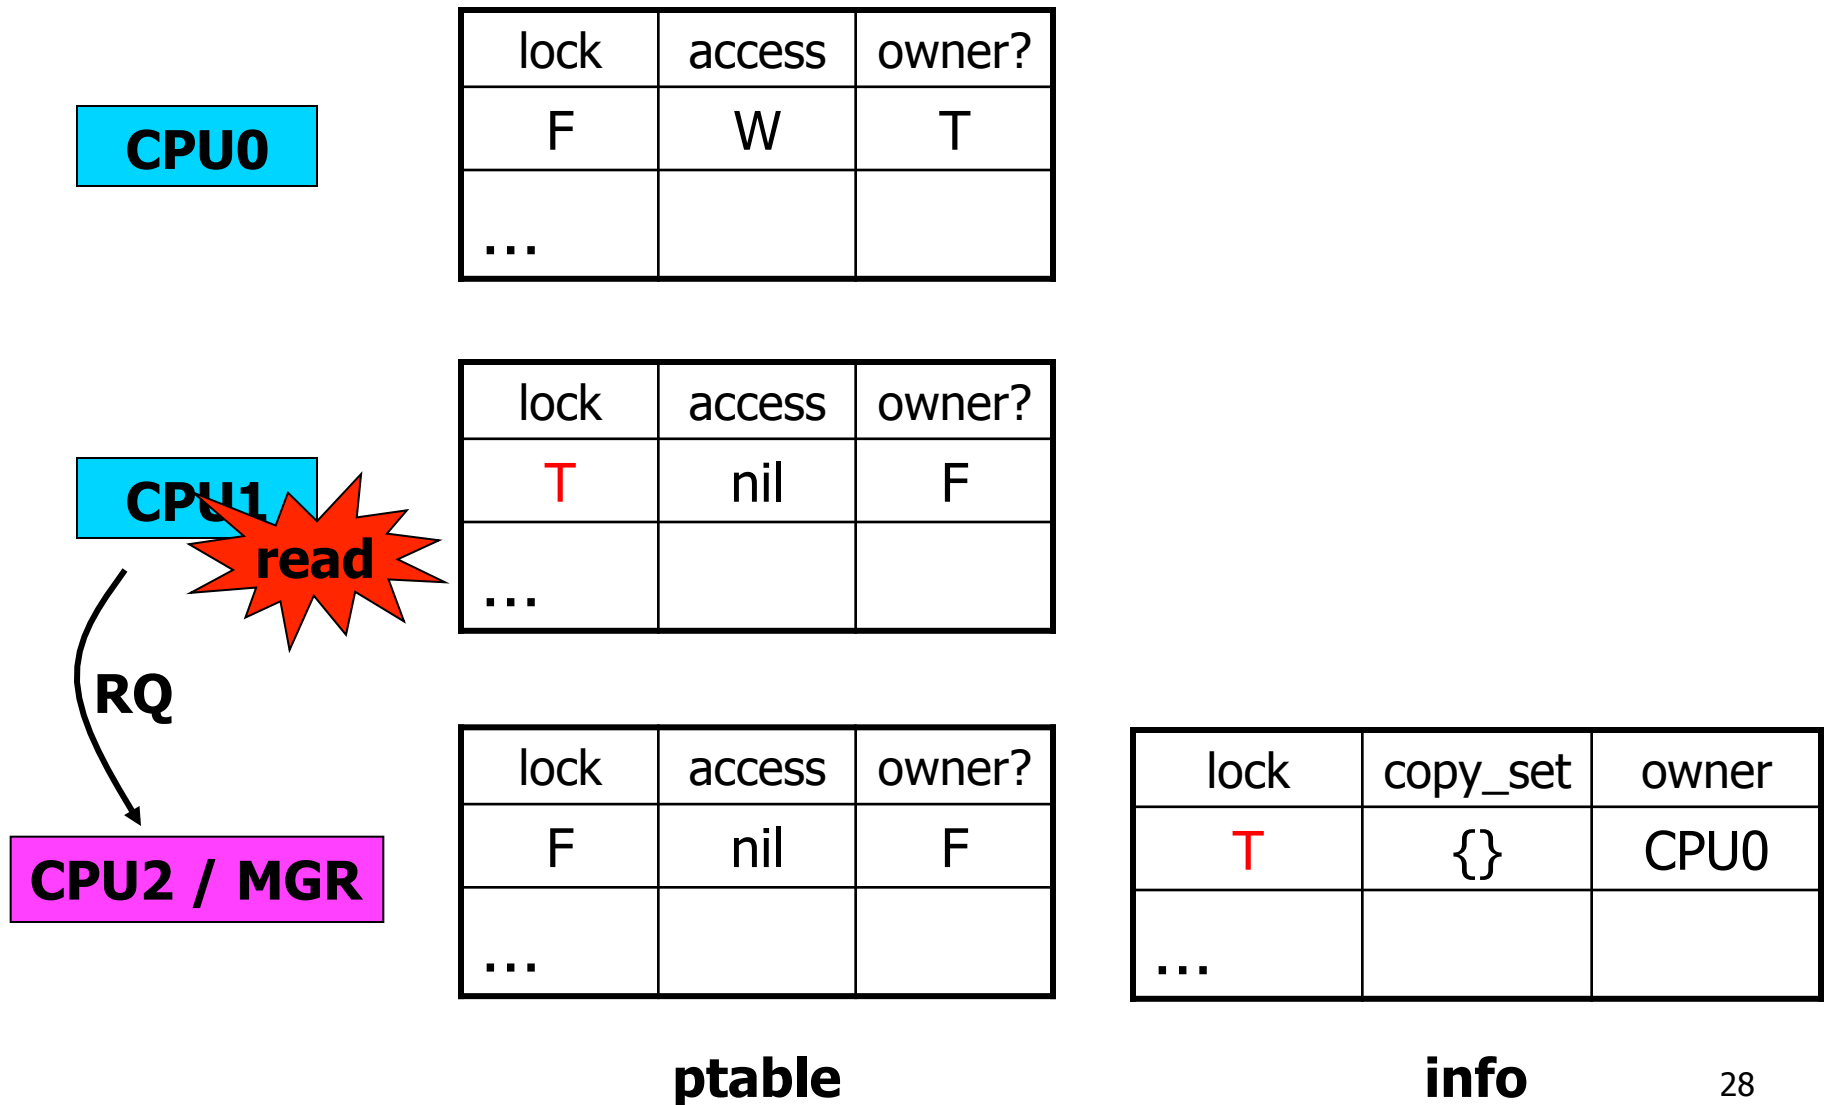 lock access owner?
CPU0
F W T
...
lock access owner?
CPU1
T nil F
read
...
RQ
lock access owner?
lock copy_set owner
CPU2 / MGR
F nil F
T {} CPU0
...
...
ptable
info
28